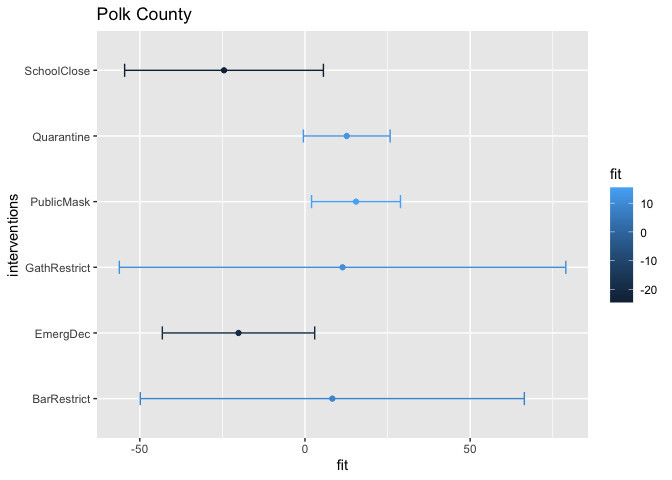 Polk County
SchoolClose
Quarantine
PublicMask
GathRestrict
EmergDec
BarRestrict
interventions
-50
0
50
fit
fit
10
0
-10
-20